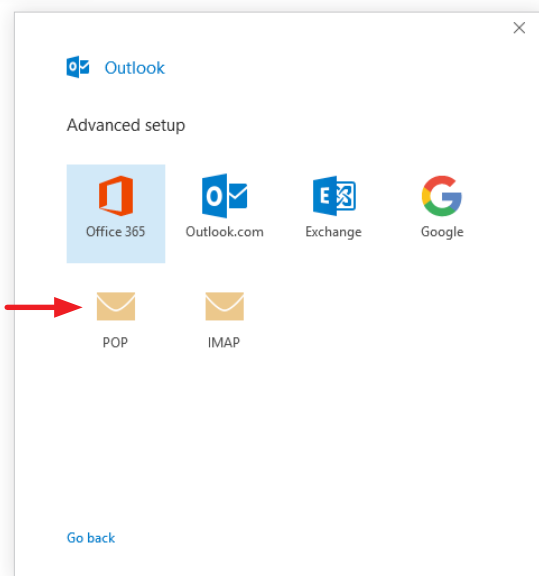 Outlook
Advanced setup
Office 365
Outlook.com
Exchange
Google
POP
IMAP
Go back